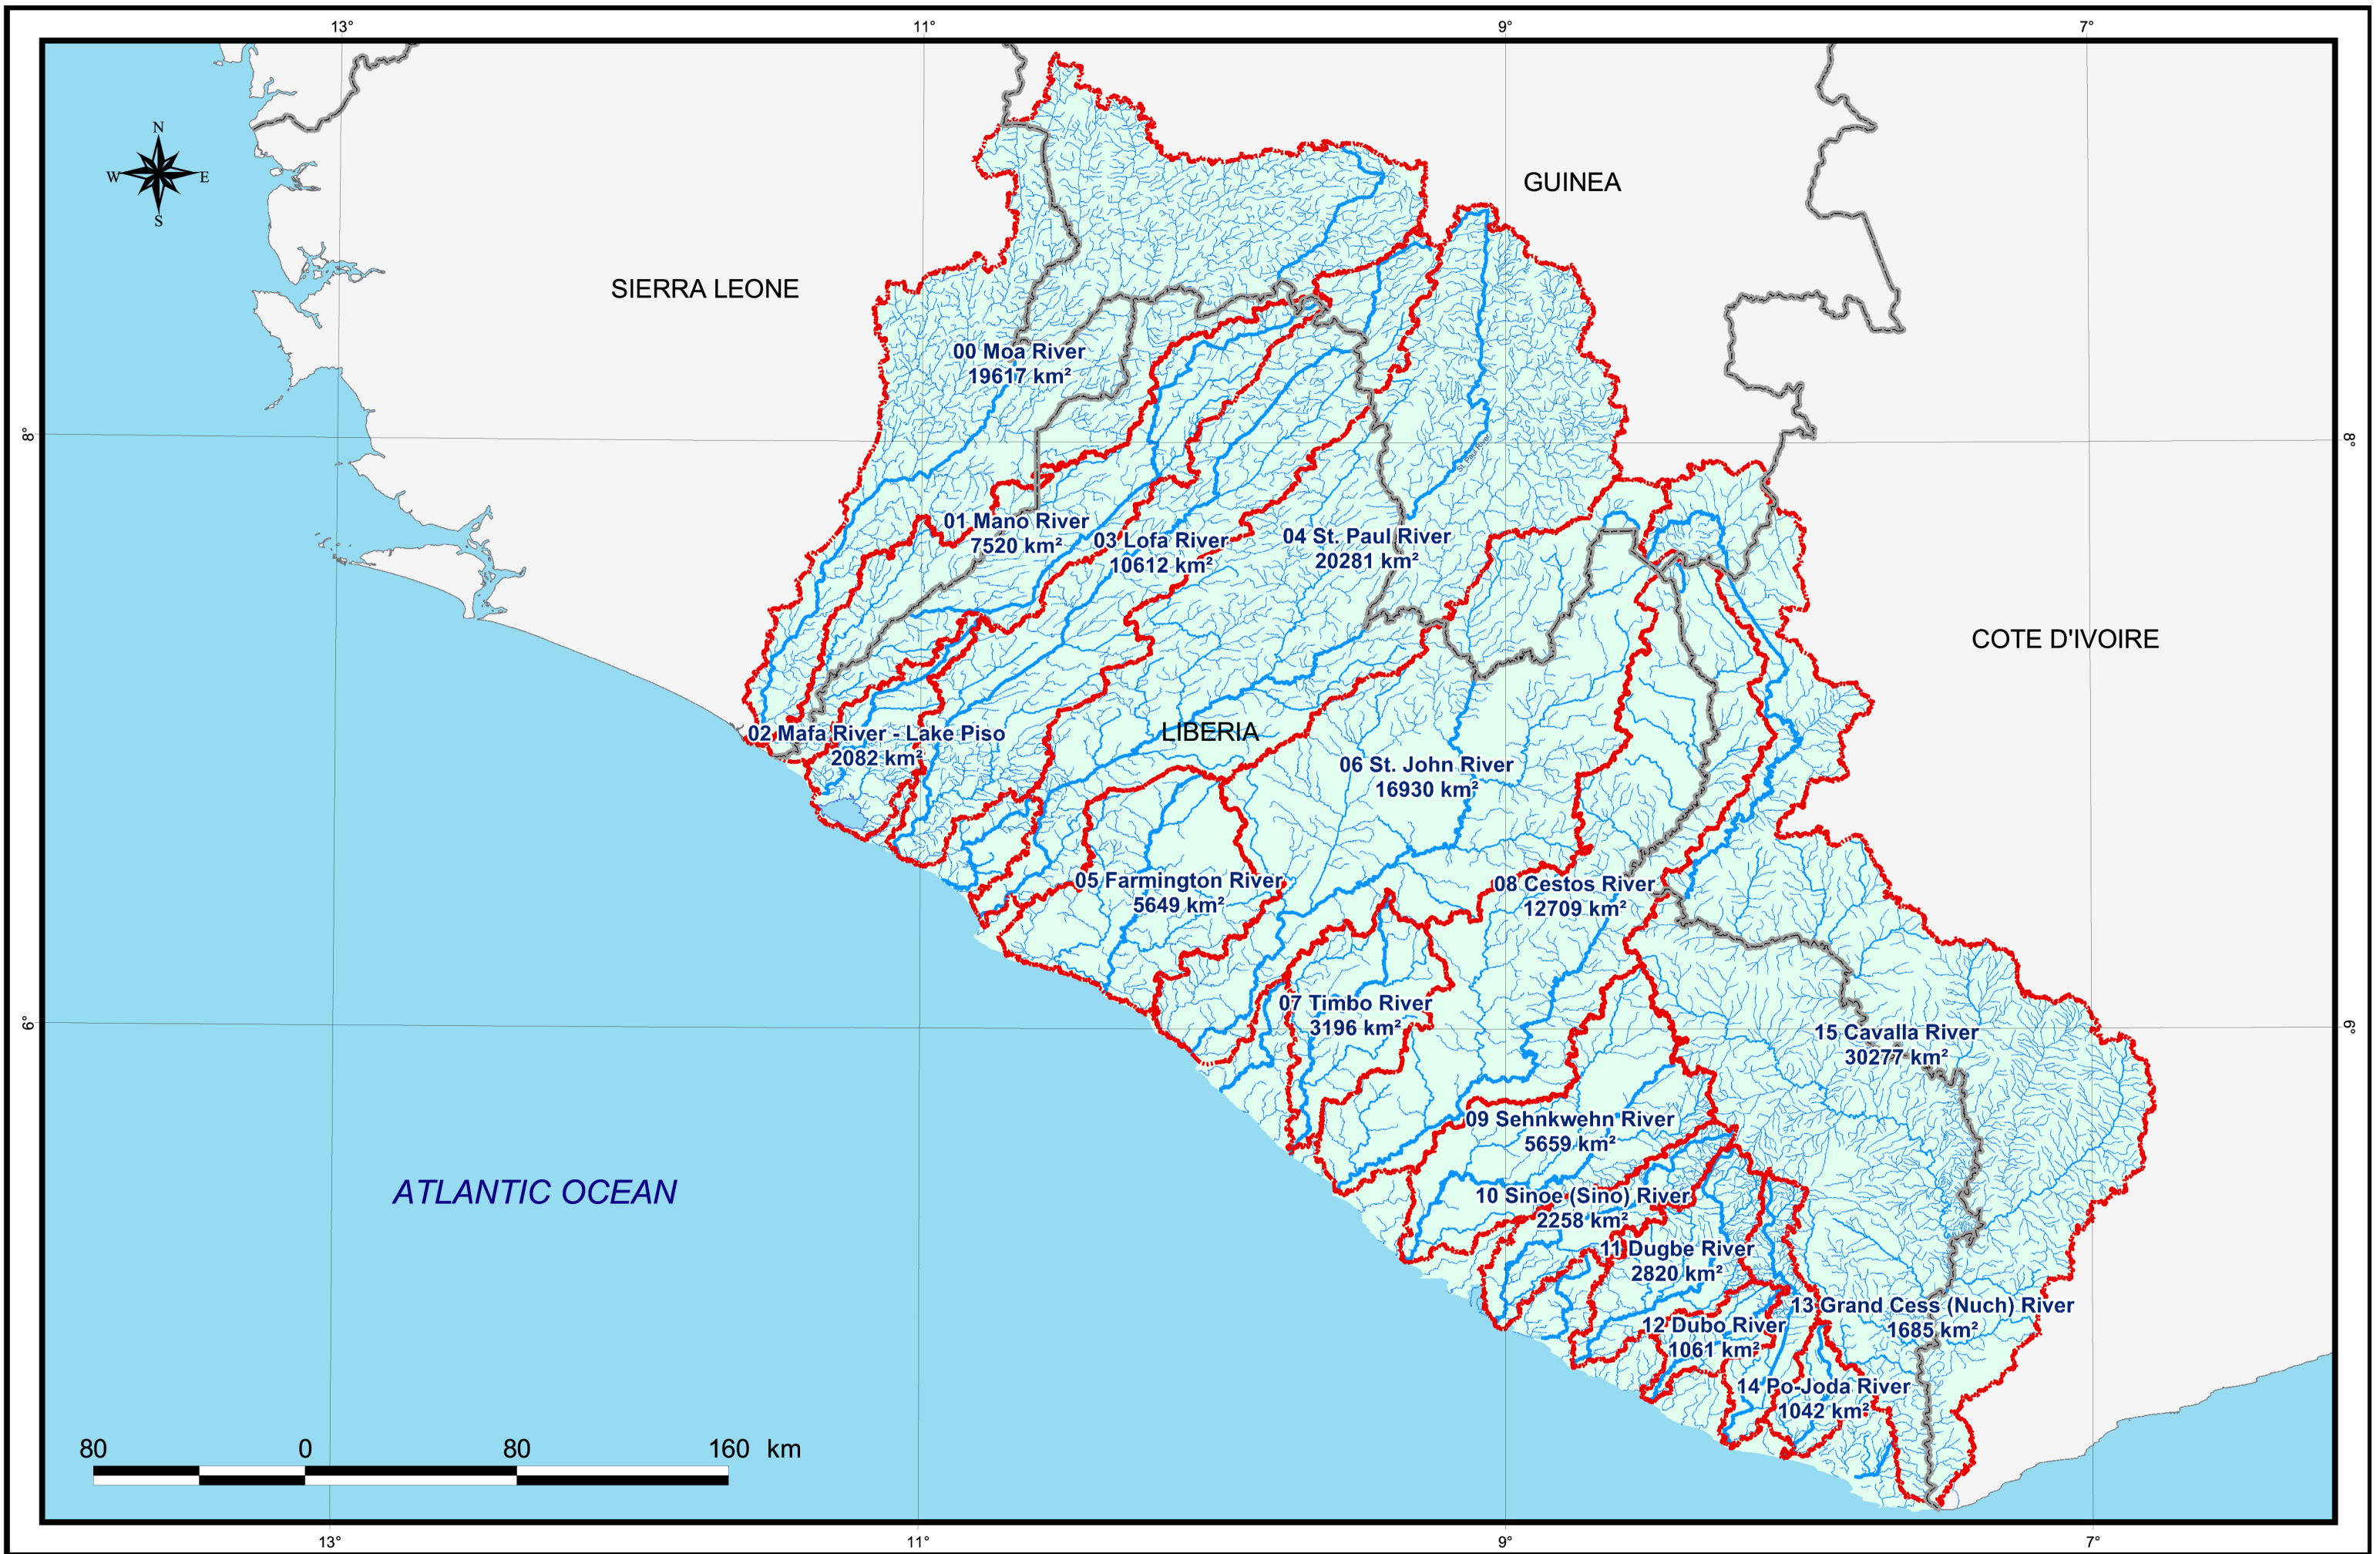 13°
11°
9°
7°
N
W
E
S
GUINEA
SIERRA LEONE
00 Moa River
19617 km²
8°
8°
St. Paul River
01 Mano River
7520 km²
03 Lofa River
10612 km²
04 St. Paul River
20281 km²
COTE D'IVOIRE
02 Mafa River - Lake Piso
2082 km²
LIBERIA
06 St. John River
16930 km²
05 Farmington River
5649 km²
08 Cestos River
12709 km²
07 Timbo River
3196 km²
6°
6°
15 Cavalla River
30277 km²
09 Sehnkwehn River
5659 km²
ATLANTIC OCEAN
10 Sinoe (Sino) River
2258 km²
11 Dugbe River
2820 km²
13 Grand Cess (Nuch) River
1685 km²
12 Dubo River
1061 km²
14 Po-Joda River
1042 km²
80 0 80 160 km
13°
11°
9°
7°